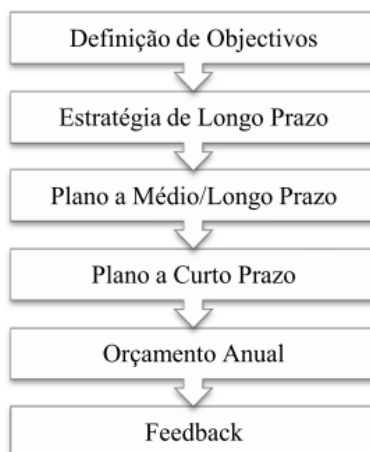 Definição de Objectivos
Estratégia de Longo Prazo
Plano a Médio/Longo Prazo
Plano a Curto Prazo
Orçamento Anual
Feedback